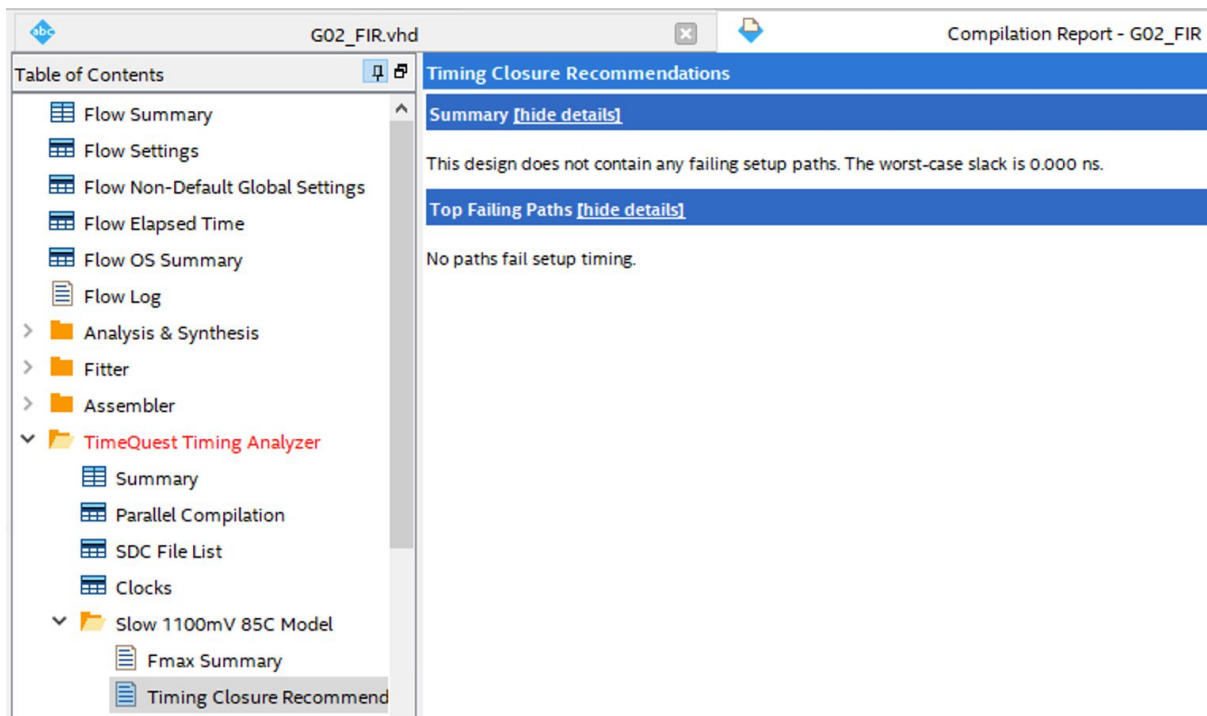 abc
G02_FIR.vhd
Compilation Report - G02_FIR
Table of Contents
Flow Summary
Flow Settings
Flow Non-Default Global Settings
Flow Elapsed Time
Flow OS Summary
Flow Log
Analysis & Synthesis
Fitter
Assembler
TimeQuest Timing Analyzer
Summary
Parallel Compilation
SDC File List
Clocks
Slow 1100mV 85C Model
Fmax Summary
Timing Closure Recommend
Timing Closure Recommendations
Summary [hide details]
This design does not contain any failing setup paths. The worst-case slack is 0.000 ns.
Top Failing Paths [hide details]
No paths fail setup timing.